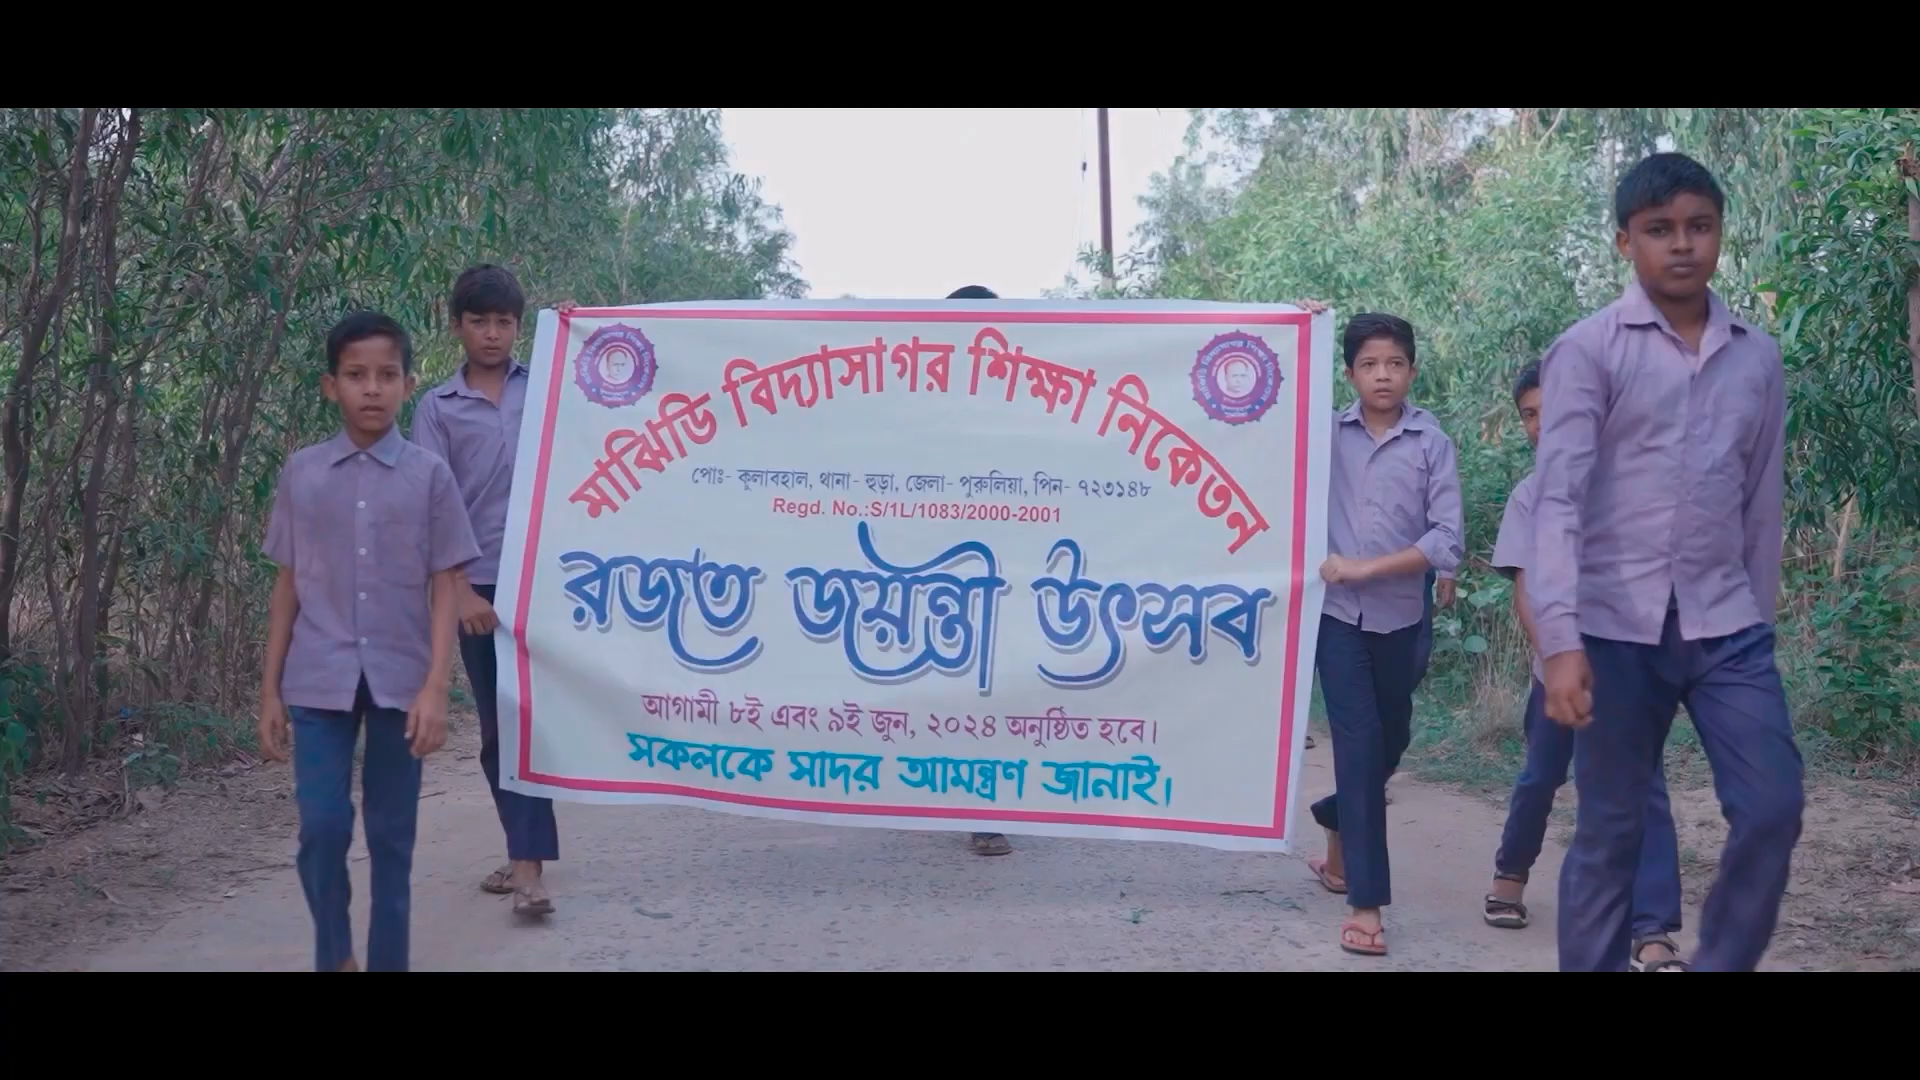 মাঝিডি বিদ্যাসাগর শিক্ষা নিকেতন
পোঃ- কুলাবহাল, থানা- হুড়া, জেলা- পুরুলিয়া, পিন- ৭২৩১৪৮
Regd. No.:S/1L/1083/2000-2001
রজত জয়ন্তী উৎসব
আগামী ৮ই এবং ৯ই জুন, ২০২৪ অনুষ্ঠিত হবে।
সকলকে সাদর আমন্ত্রণ জানাই।